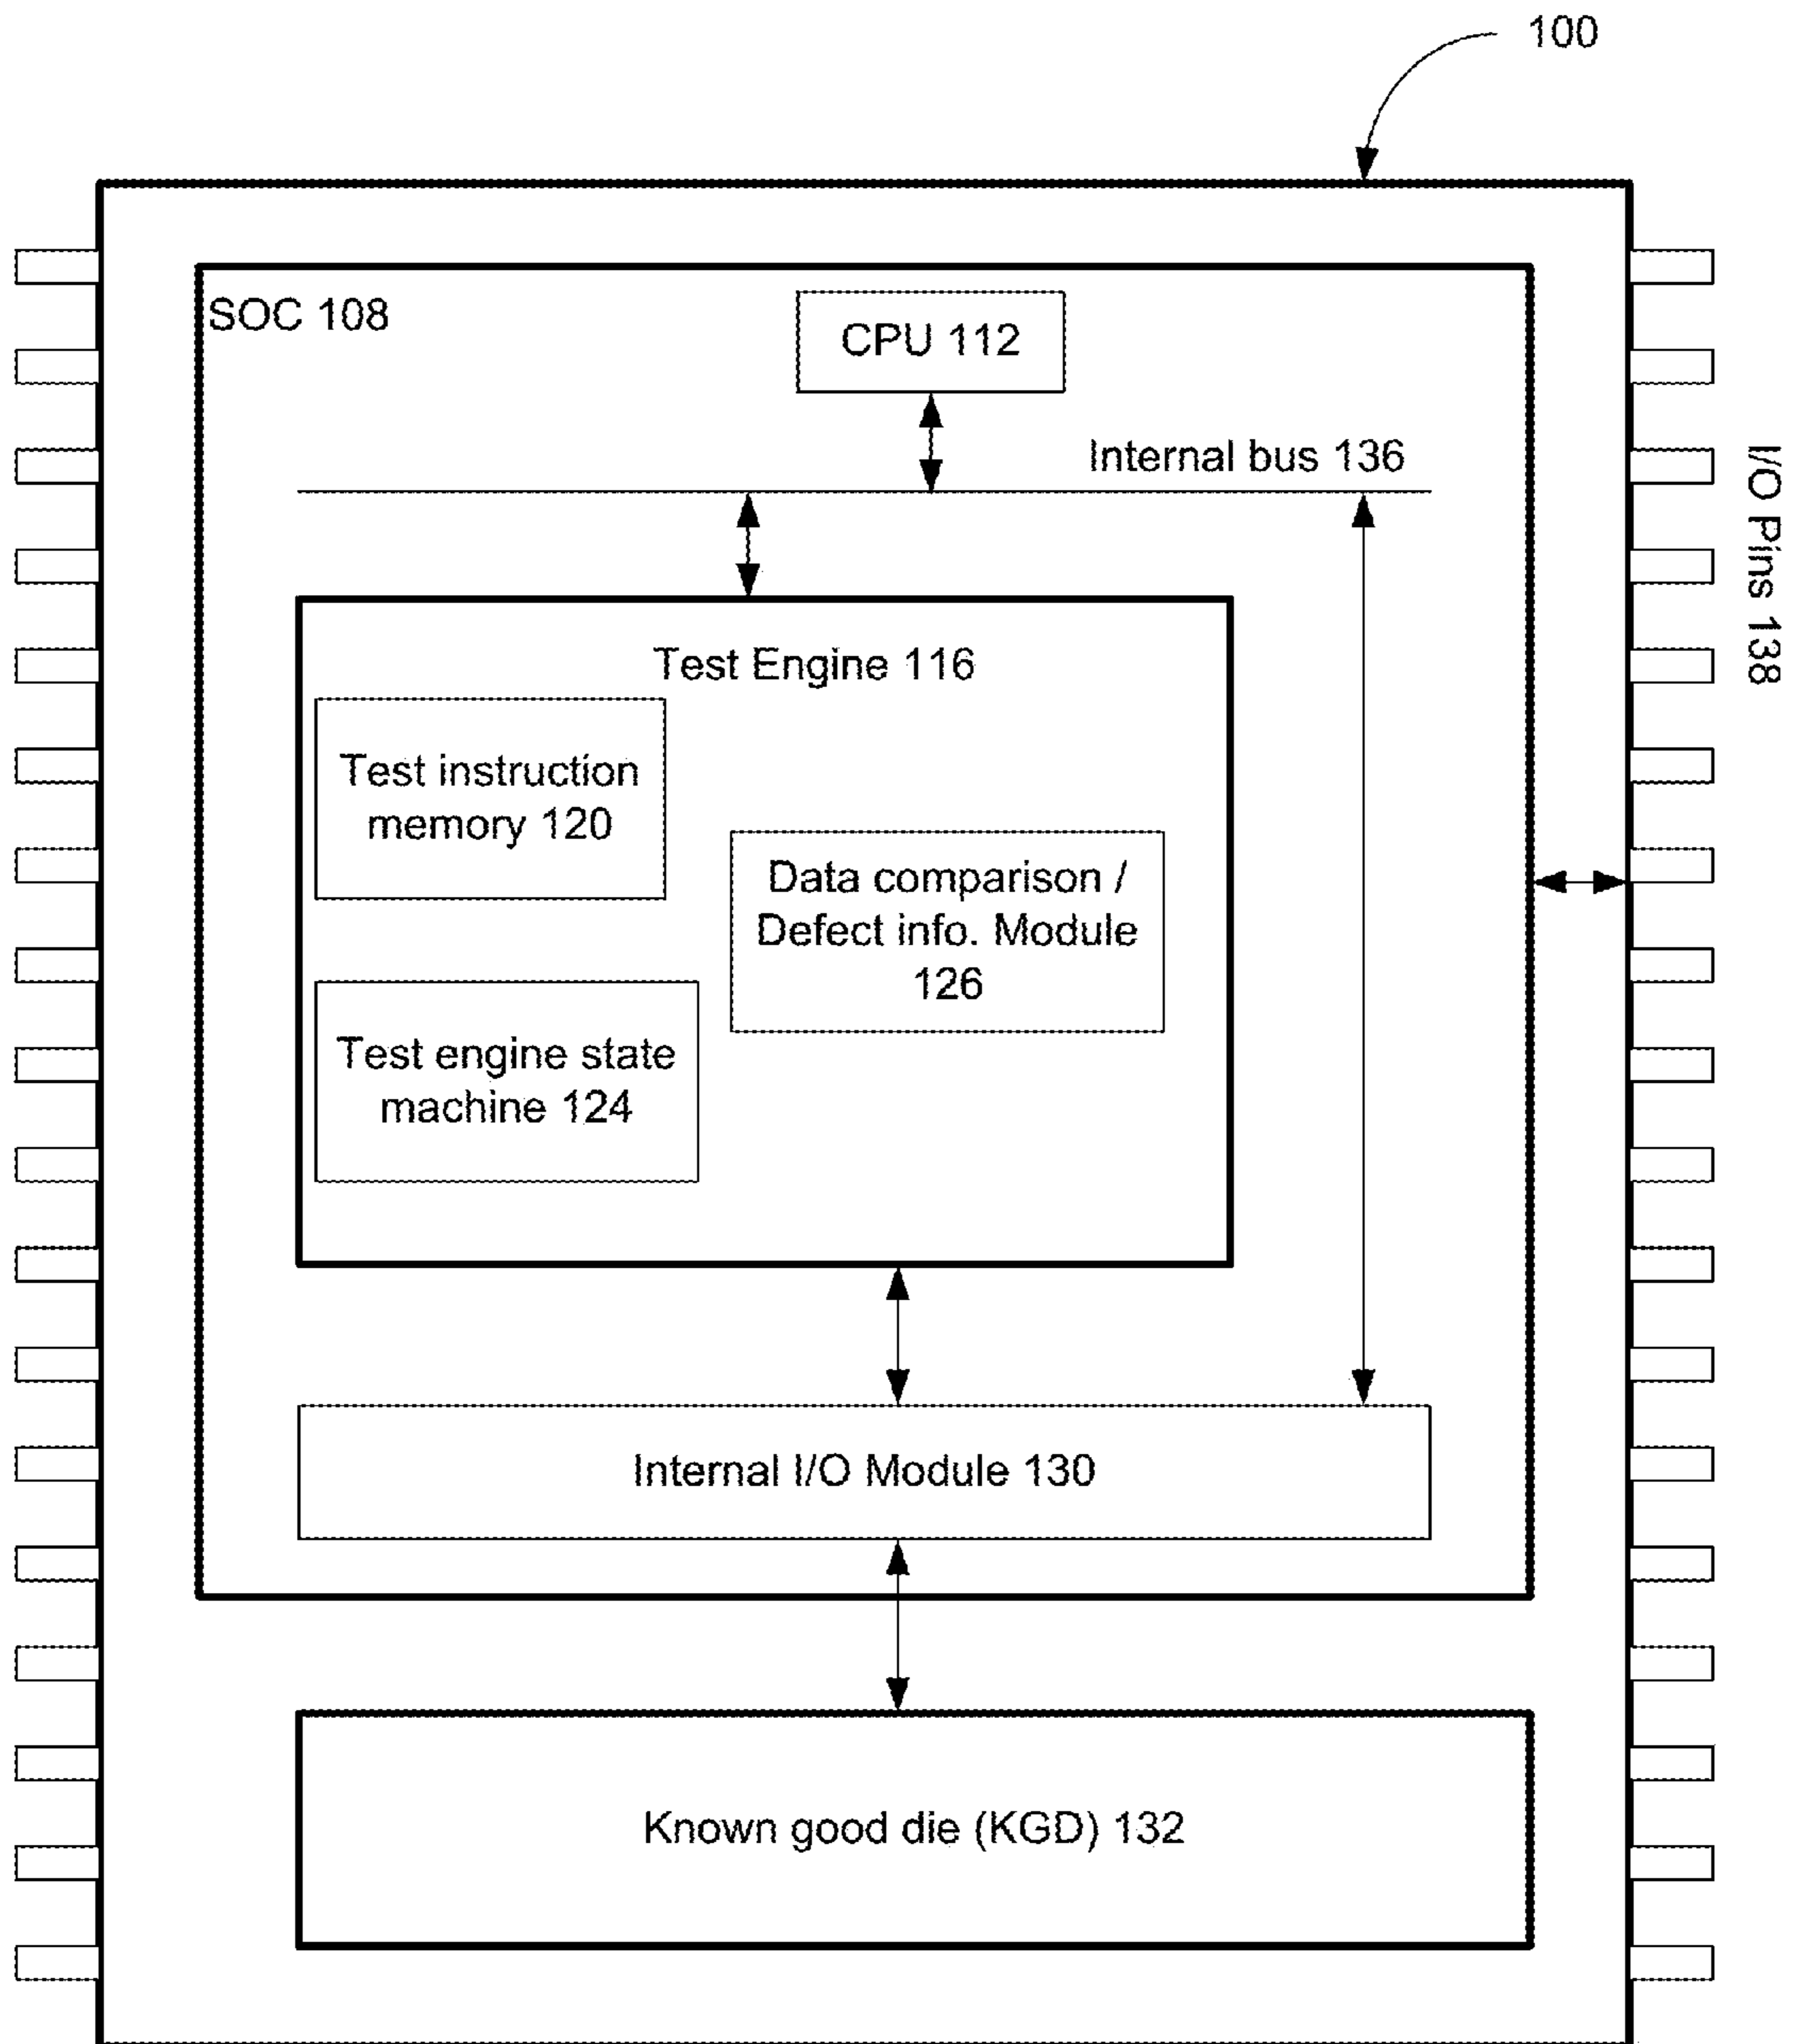 100
SOC 108
CPU 112
Internal bus 136
I/O Pins 138
Test Engine 116
Test instruction
memory 120
Data comparison /
Defect info. Module
126
Test engine state
machine 124
Internal I/O Module 130
Known good die (KGD) 132